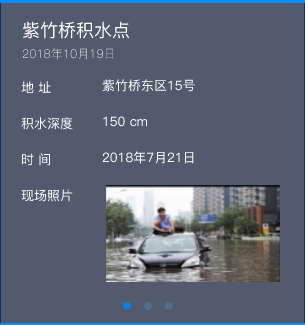 紫竹桥积水点
2018年10月19日
地 址 紫竹桥东区15号
积水深度 150 cm
时 间 2018年7月21日
现场照片